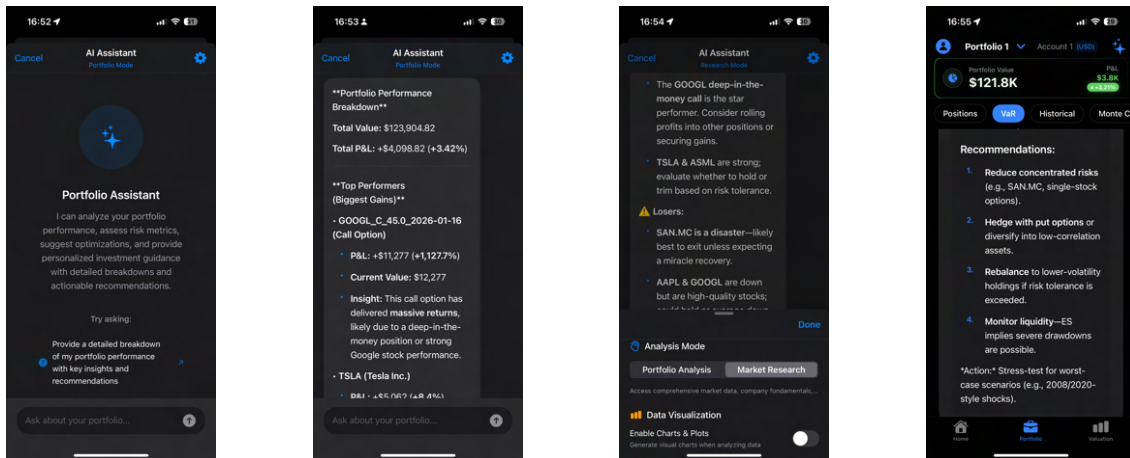 16:52
31
Cancel
AI Assistant
Portfolio Mode
Portfolio Assistant
I can analyze your portfolio
performance, assess risk metrics,
suggest optimizations, and provide
personalized investment guidance
with detailed breakdowns and
actionable recommendations.
Try asking:
Provide a detailed breakdown
of my portfolio performance
with key insights and
recommendations
Ask about your portfolio...
16:53
30
Cancel
AI Assistant
Portfolio Mode
**Portfolio Performance
Breakdown**
Total Value: $123,904.82
Total P&L: +$4,098.82 (+3.42%)
**Top Performers
(Biggest Gains)**
• GOOGL_C_45.0_2026-01-16
(Call Option)
• P&L: +$11,277 (+1,127.7%)
• Current Value: $12,277
• Insight: This call option has
delivered massive returns,
likely due to a deep-in-the-
money position or strong
Google stock performance.
• TSLA (Tesla Inc.)
• P&L: +$5,062 (+8.4%)
Ask about your portfolio...
16:54
30
Cancel
AI Assistant
Research Mode
• The GOOGL deep-in-the-
money call is the star
performer. Consider rolling
profits into other positions or
securing gains.
• TSLA & ASML are strong;
evaluate whether to hold or
trim based on risk tolerance.
⚠️ Losers:
• SAN.MC is a disaster—likely
best to exit unless expecting
a miracle recovery.
• AAPL & GOOGL are down
but are high-quality stocks;
could hold or average down
Done
Analysis Mode
Portfolio Analysis Market Research
Access comprehensive market data, company fundamentals,...
Data Visualization
Enable Charts & Plots
Generate visual charts when analyzing data
16:55
Portfolio 1 Account 1 (USD)
Portfolio Value
$121.8K
P&L
$3.8K
+3.21%
Positions VaR Historical Monte C
Recommendations:
1. Reduce concentrated risks
(e.g., SAN.MC, single-stock
options).
2. Hedge with put options or
diversify into low-correlation
assets.
3. Rebalance to lower-volatility
holdings if risk tolerance is
exceeded.
4. Monitor liquidity—ES
implies severe drawdowns
are possible.
*Action:* Stress-test for worst-
case scenarios (e.g., 2008/2020-
style shocks).
Home Portfolio Valuation